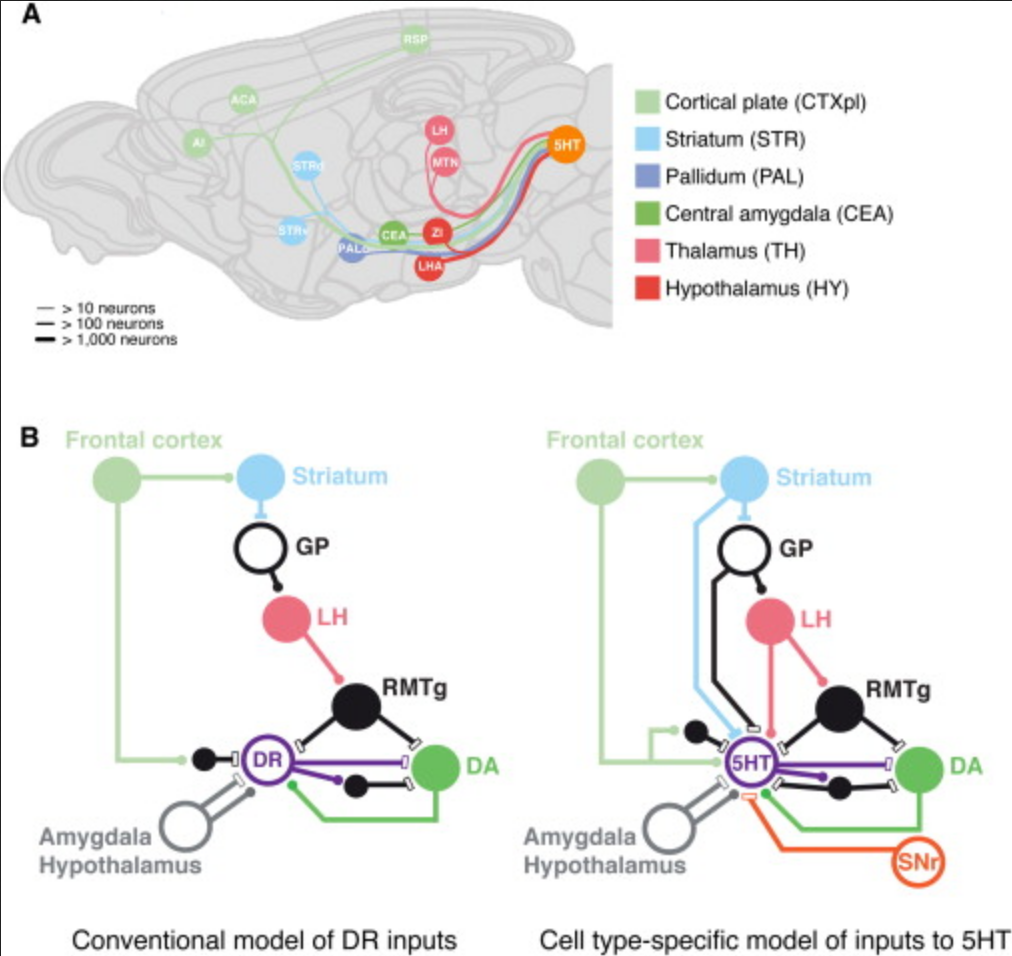 A
RSP
ACA
AI
LH
MTN
5HT
STRd
STRv
PALc
CEA
ZI
LHA
Cortical plate (CTXpl)
Striatum (STR)
Pallidum (PAL)
Central amygdala (CEA)
Thalamus (TH)
Hypothalamus (HY)
> 10 neurons
> 100 neurons
> 1,000 neurons
B
Frontal cortex
Striatum
GP
LH
RMTg
DR
DA
Amygdala
Hypothalamus
Conventional model of DR inputs
Frontal cortex
Striatum
GP
LH
RMTg
5HT
DA
Amygdala
Hypothalamus
SNr
Cell type-specific model of inputs to 5HT